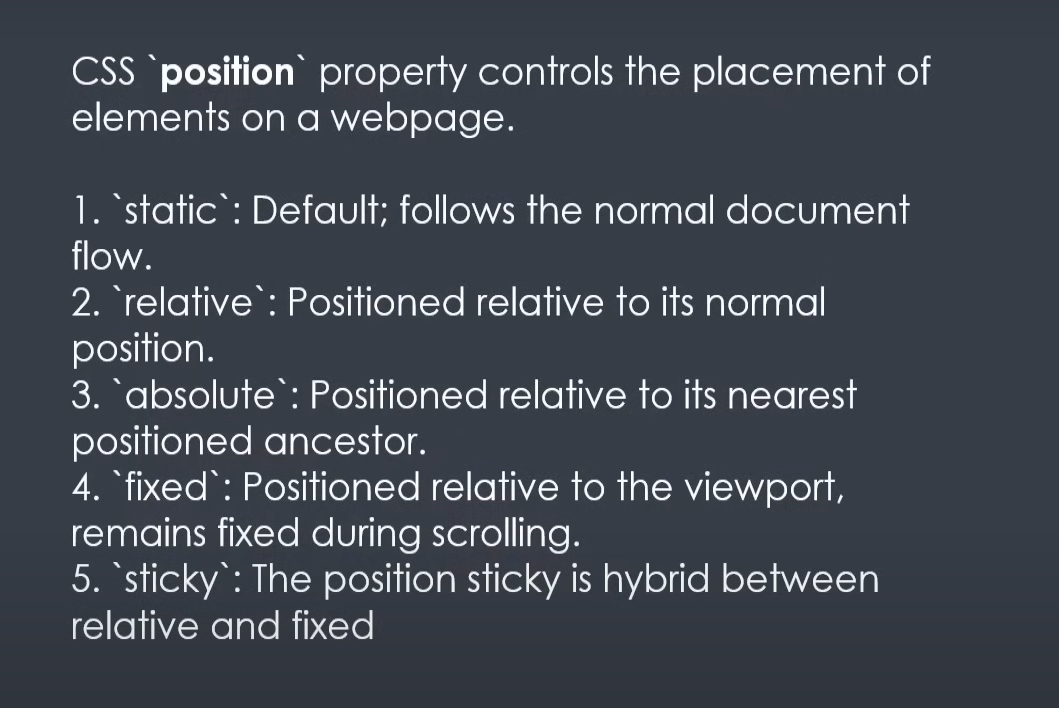 CSS `position` property controls the placement of
elements on a webpage.
1. `static`: Default; follows the normal document
flow.
2. `relative`: Positioned relative to its normal
position.
3. `absolute`: Positioned relative to its nearest
positioned ancestor.
4. `fixed`: Positioned relative to the viewport,
remains fixed during scrolling.
5. `sticky`: The position sticky is hybrid between
relative and fixed